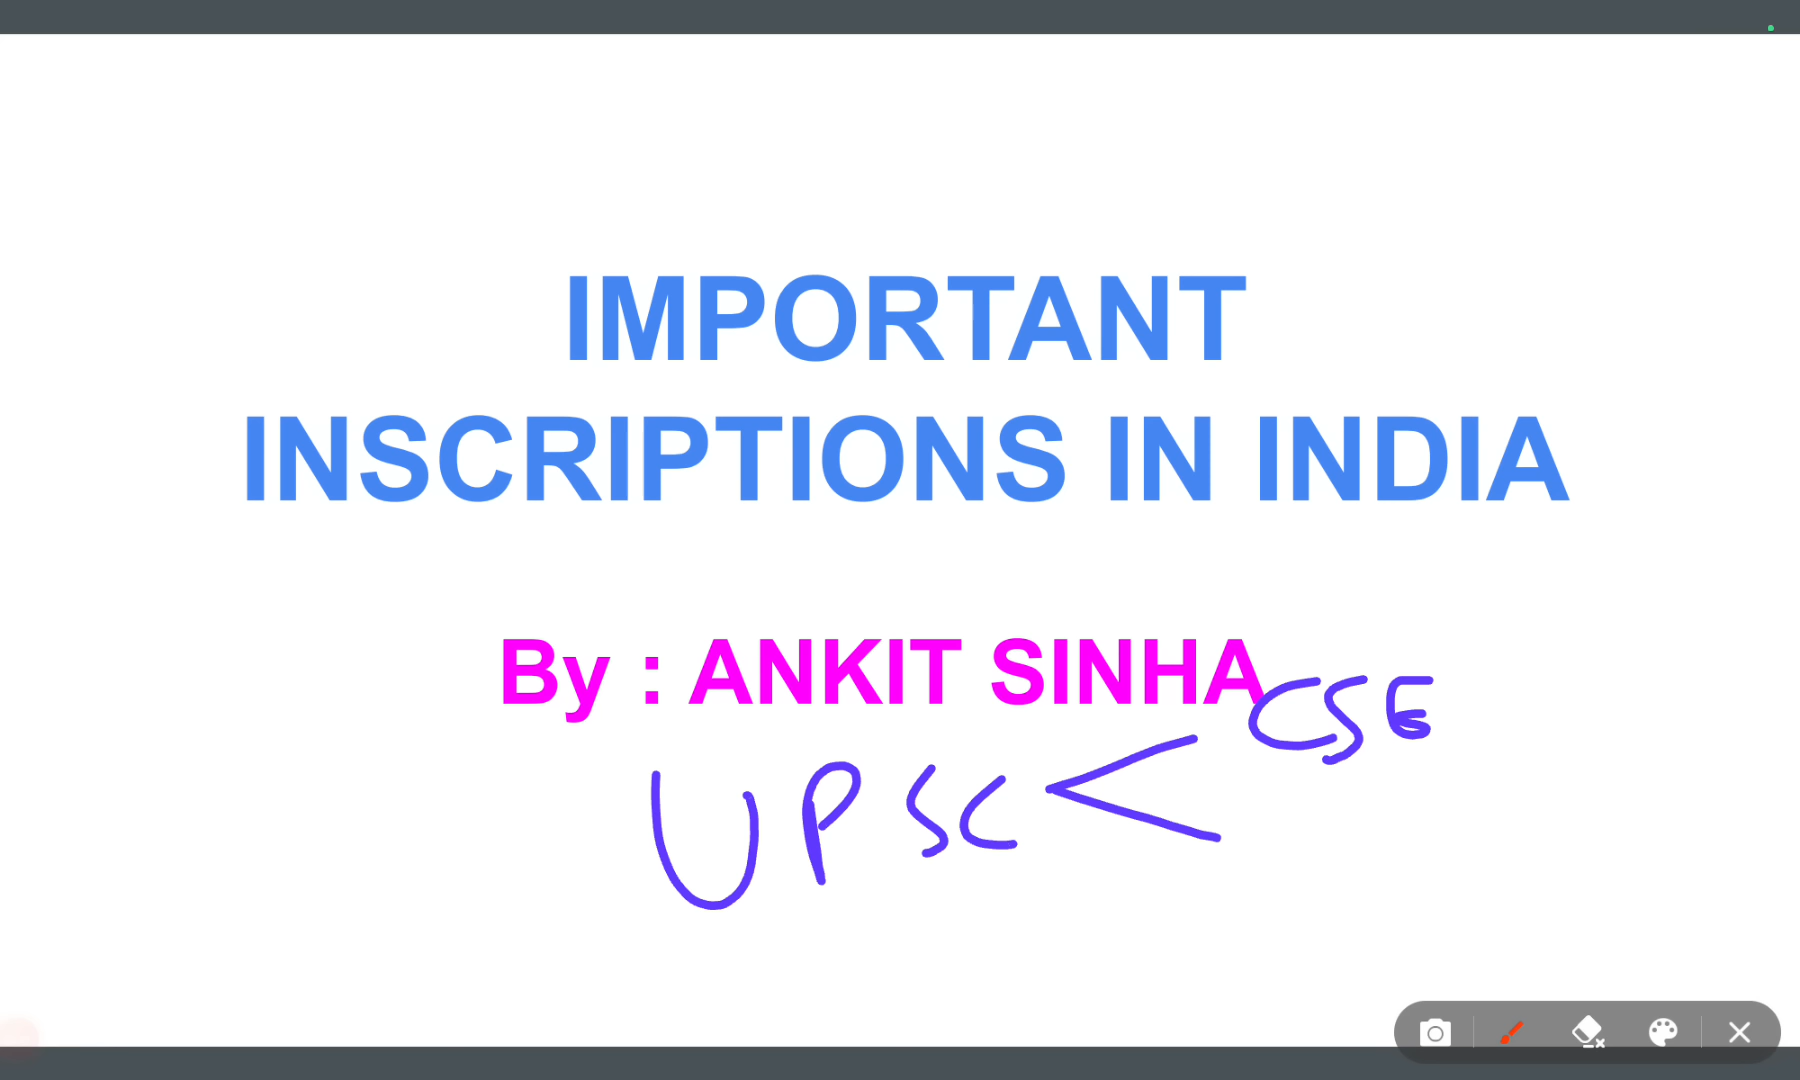 IMPORTANT
INSCRIPTIONS IN INDIA
By : ANKIT SINHA
CSE
UPSC